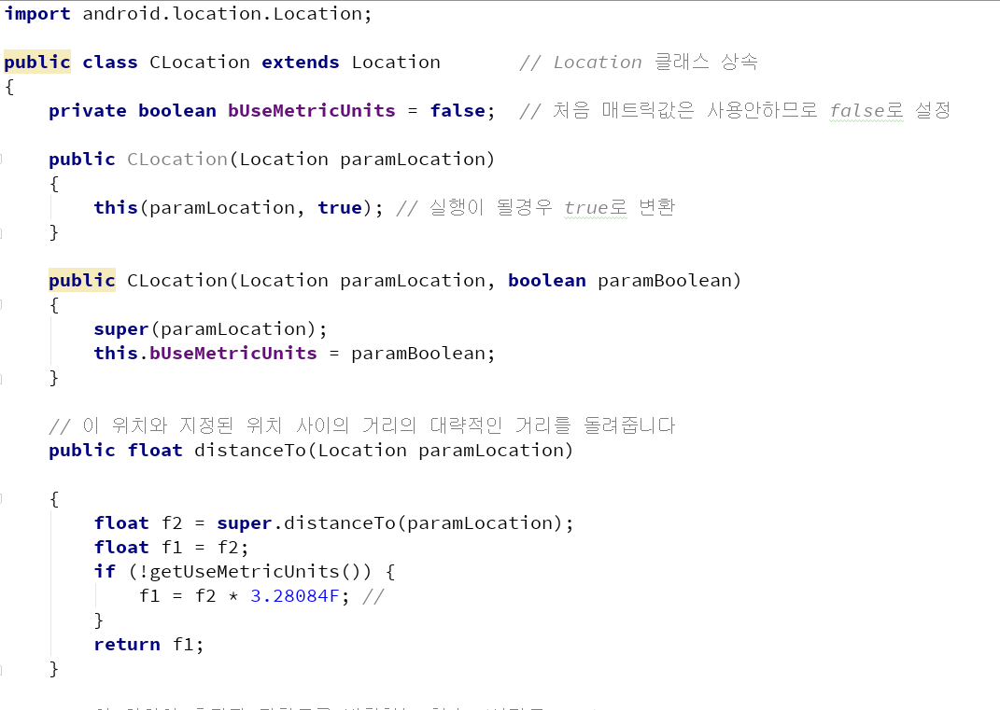 import android.location.Location;
public class CLocation extends Location // Location 클래스 상속
{
private boolean bUseMetricUnits = false; // 처음 매트릭값은 사용안하므로 false로 설정
public CLocation(Location paramLocation)
{
this(paramLocation, true); // 실행이 될경우 true로 변환
}
public CLocation(Location paramLocation, boolean paramBoolean)
{
super(paramLocation);
this.bUseMetricUnits = paramBoolean;
}
// 이 위치와 지정된 위치 사이의 거리의 대략적인 거리를 돌려줍니다
public float distanceTo(Location paramLocation)
{
float f2 = super.distanceTo(paramLocation);
float f1 = f2;
if (!getUseMetricUnits()) {
f1 = f2 * 3.28084F; //
}
return f1;
}